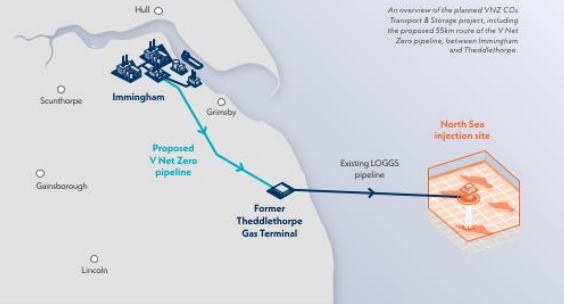 Hull
An overview of the planned VNZ CO₂
Transport & Storage project, including
the proposed 55km route of the V Net
Zero pipeline, between Immingham
and Theddlethorpe.
Immingham
Scunthorpe
Grimsby
North Sea
injection site
Proposed
V Net Zero
pipeline
Existing LOGGS
pipeline
Gainsborough
Former
Theddlethorpe
Gas Terminal
Lincoln